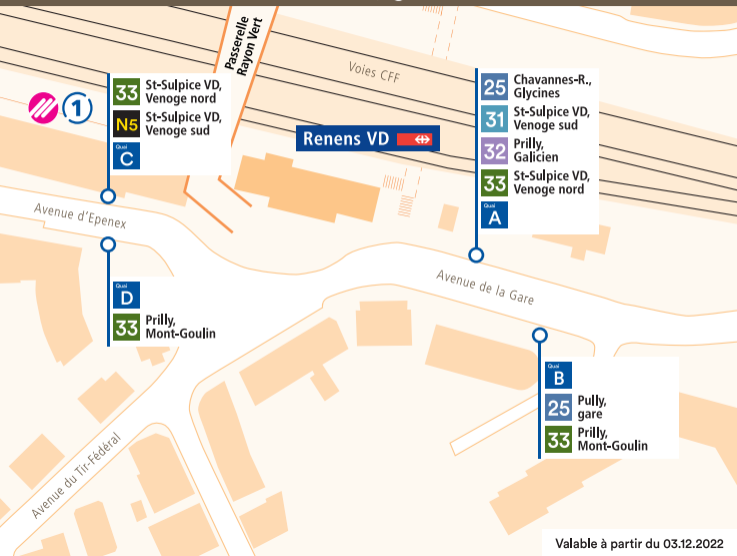 Passerelle
Rayon Vert
Voies CFF
1
33 St-Sulpice VD,
Venoge nord
N5 St-Sulpice VD,
Venoge sud
Quai
C
Renens VD
25 Chavannes-R.,
Glycines
31 St-Sulpice VD,
Venoge sud
32 Prilly,
Galicien
33 St-Sulpice VD,
Venoge nord
Quai
A
Avenue d'Epenex
Avenue de la Gare
Quai
D
33 Prilly,
Mont-Goulin
Quai
B
25 Pully,
gare
33 Prilly,
Mont-Goulin
Avenue du Tir-Fédéral
Valable à partir du 03.12.2022